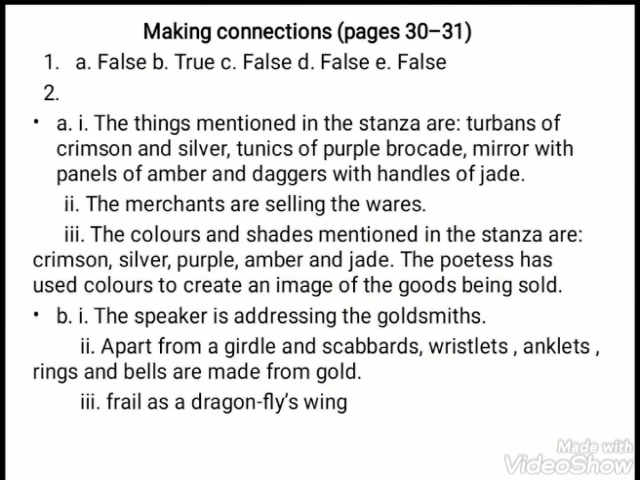 Making connections (pages 30–31)
1. a. False b. True c. False d. False e. False
2.
• a. i. The things mentioned in the stanza are: turbans of
crimson and silver, tunics of purple brocade, mirror with
panels of amber and daggers with handles of jade.
ii. The merchants are selling the wares.
iii. The colours and shades mentioned in the stanza are:
crimson, silver, purple, amber and jade. The poetess has
used colours to create an image of the goods being sold.
• b. i. The speaker is addressing the goldsmiths.
ii. Apart from a girdle and scabbards, wristlets , anklets ,
rings and bells are made from gold.
iii. frail as a dragon-fly's wing
Made with
VideoShow